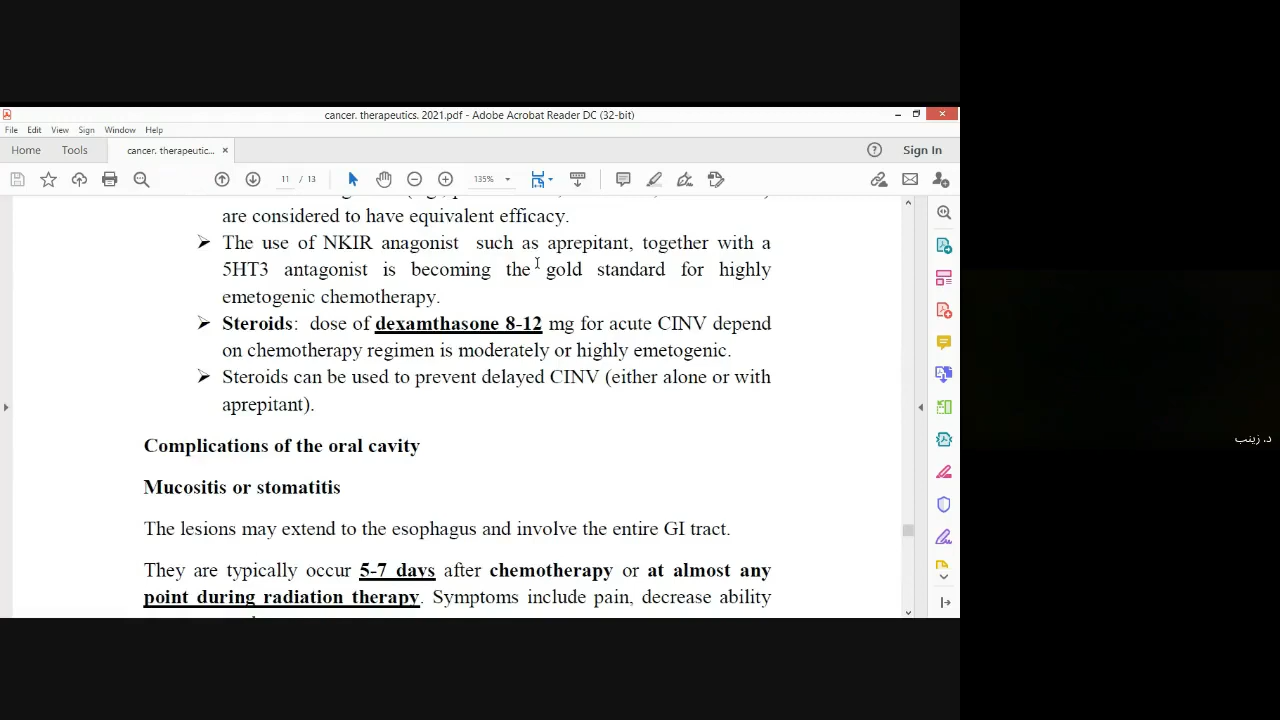 cancer. therapeutics. 2021.pdf - Adobe Acrobat Reader DC (32-bit)
File Edit View Sign Window Help
Home Tools cancer. therapeutic... × Sign In
11 / 13 135%
are considered to have equivalent efficacy.
➢ The use of NKIR anagonist such as aprepitant, together with a
5HT3 antagonist is becoming the gold standard for highly
emetogenic chemotherapy.
➢ Steroids: dose of dexamthasone 8-12 mg for acute CINV depend
on chemotherapy regimen is moderately or highly emetogenic.
➢ Steroids can be used to prevent delayed CINV (either alone or with
aprepitant).
Complications of the oral cavity
Mucositis or stomatitis
The lesions may extend to the esophagus and involve the entire GI tract.
They are typically occur 5-7 days after chemotherapy or at almost any
point during radiation therapy. Symptoms include pain, decrease ability
د. زينب